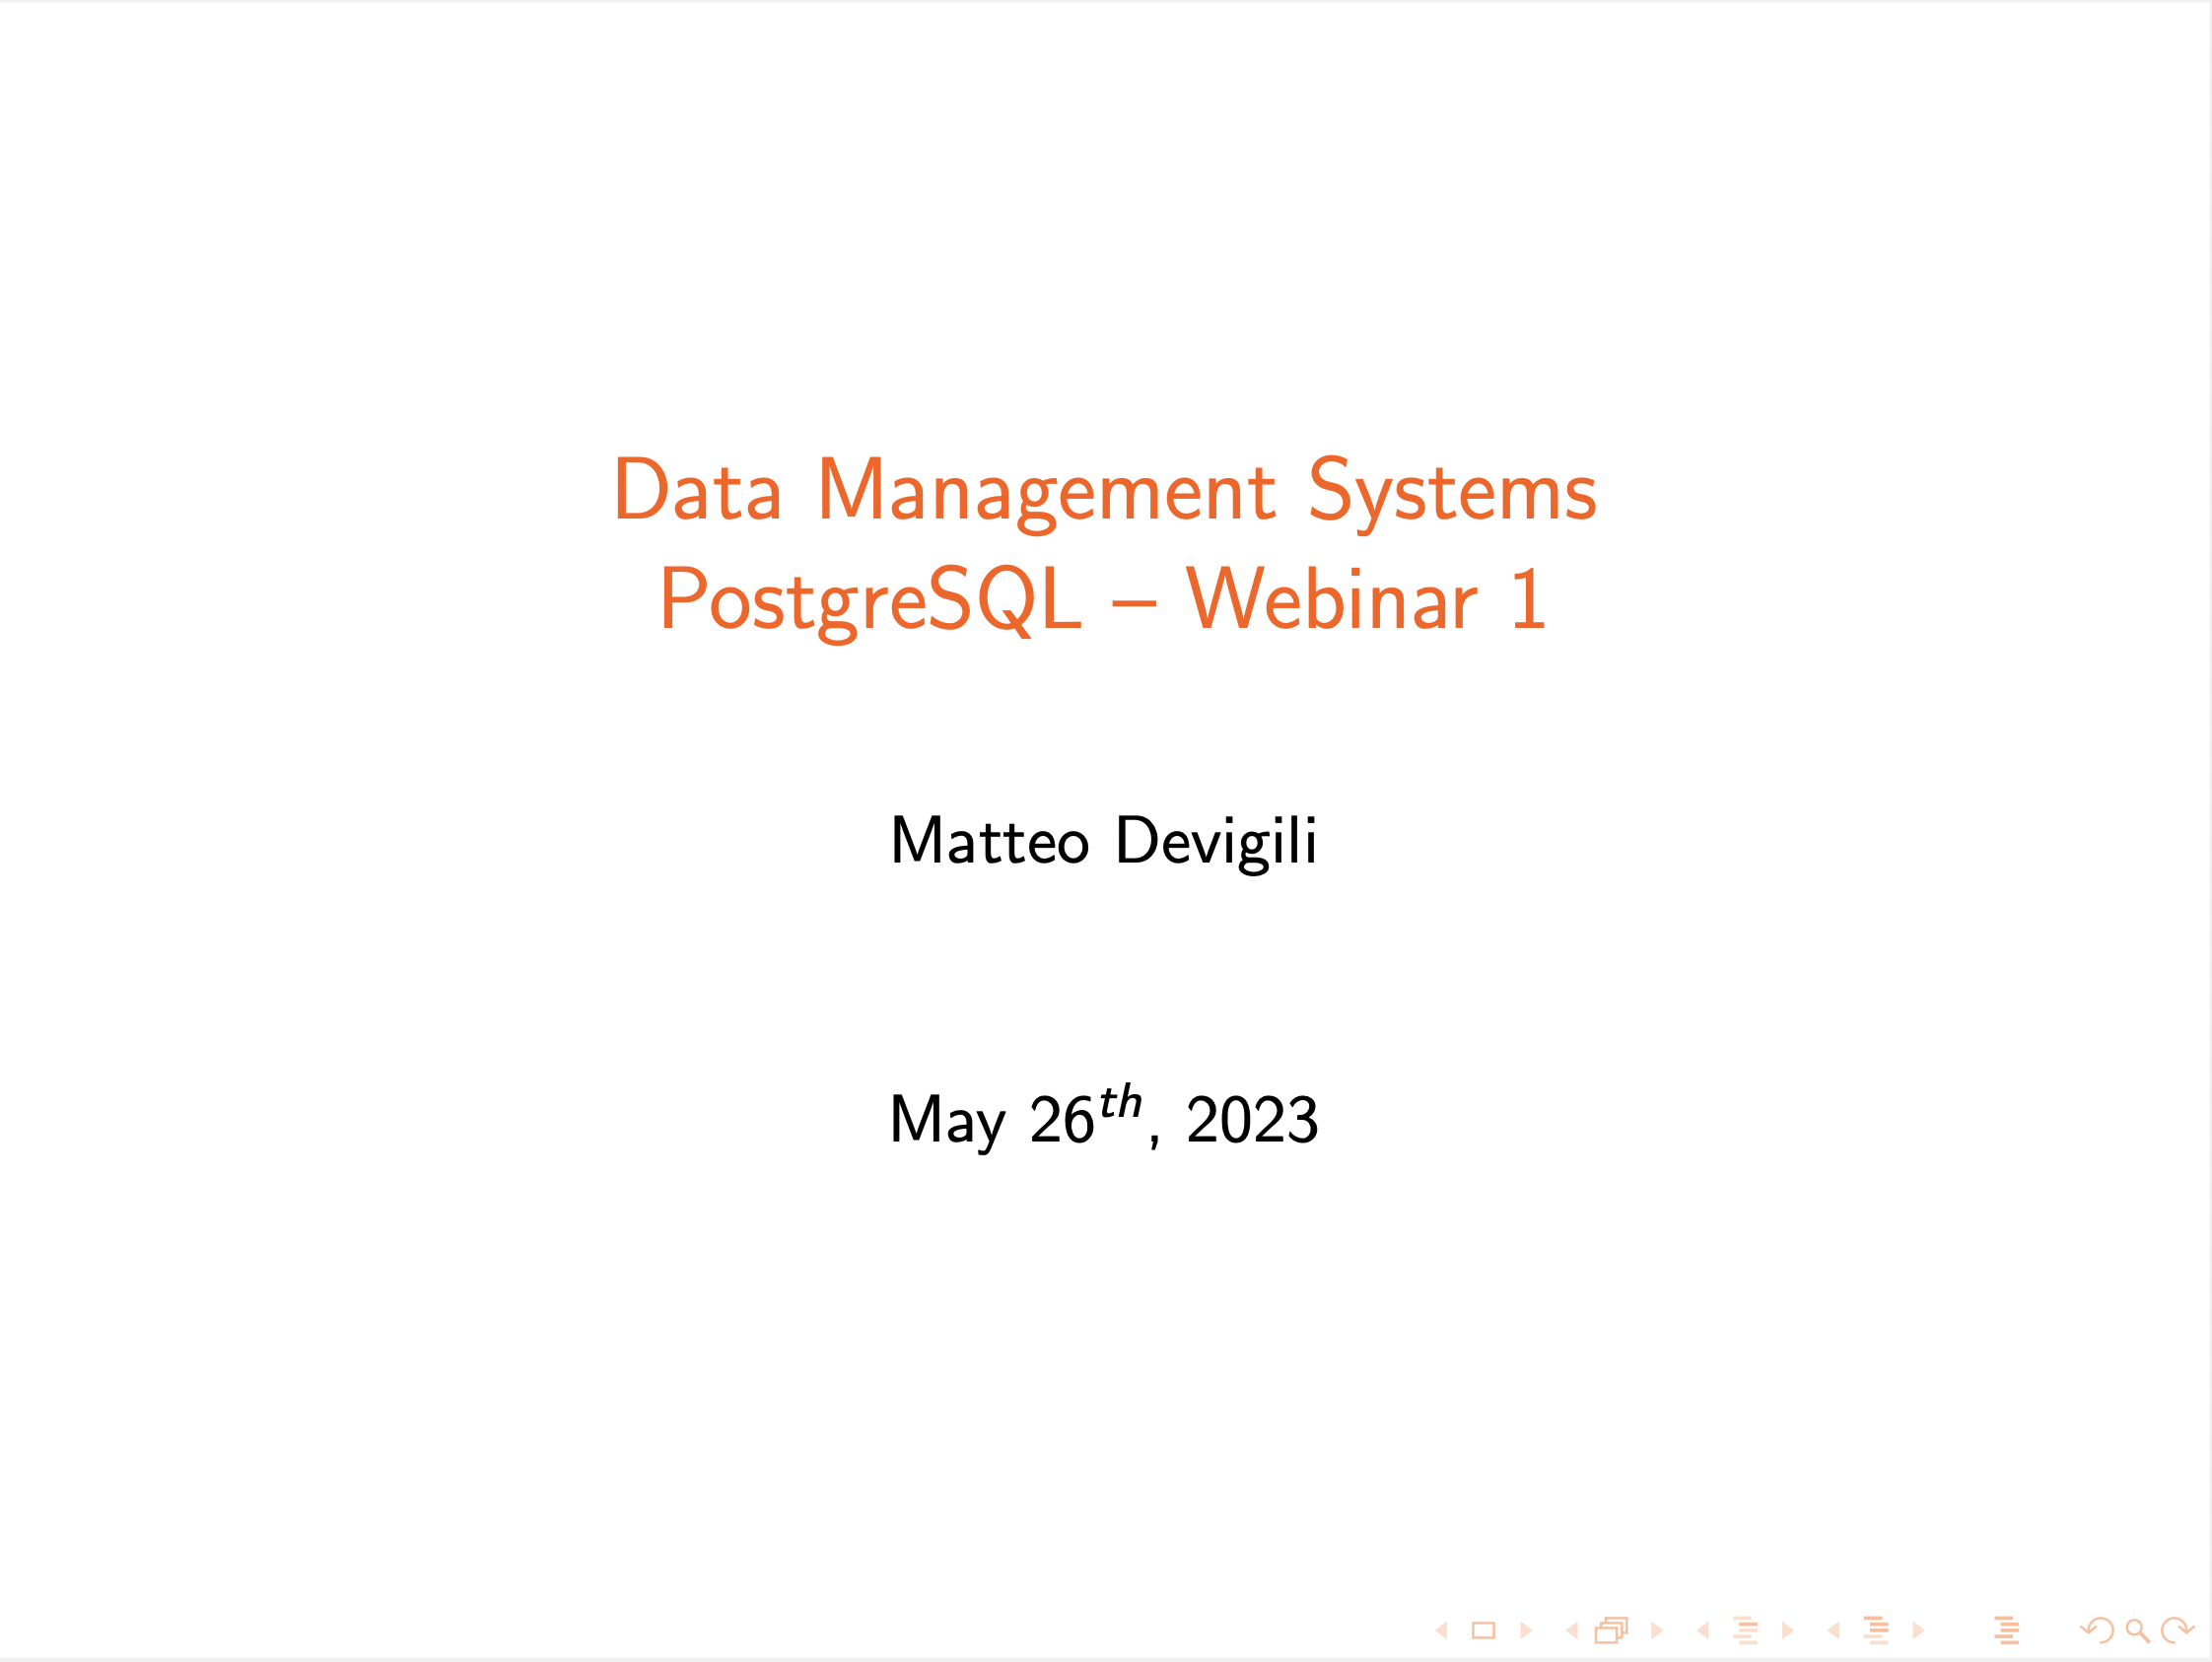 Data Management Systems
PostgreSQL – Webinar 1
Matteo Devigili
May 26th, 2023